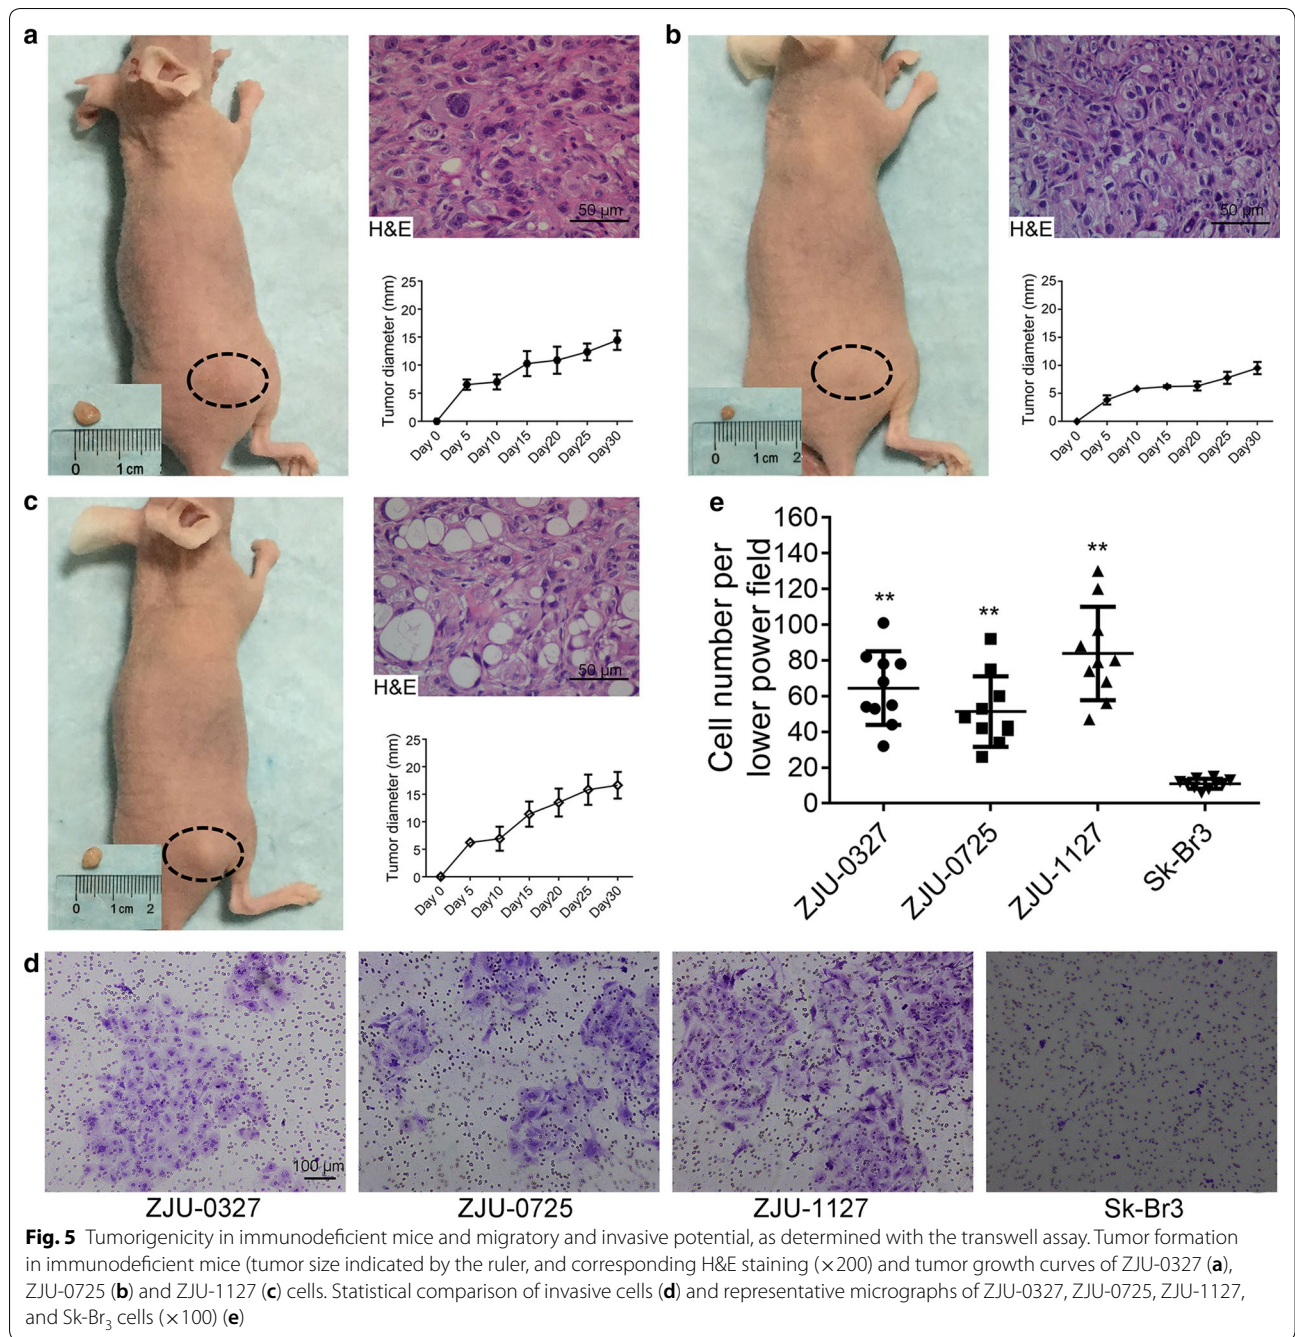 a
H&E
50 µm
0
1 cm
Tumor diameter (mm)
25
20
15
10
5
0
Day 0
Day 5
Day10
Day15
Day20
Day25
Day30
b
H&E
50 µm
0
1 cm
2
Tumor diameter (mm)
25
20
15
10
5
0
Day 0
Day 5
Day10
Day15
Day20
Day25
Day30
c
H&E
50 µm
0
1 cm
2
Tumor diameter (mm)
25
20
15
10
5
0
Day 0
Day 5
Day10
Day15
Day20
Day25
Day30
e
Cell number per
lower power field
160
140
120
100
80
60
40
20
0
**
**
**
ZJU-0327
ZJU-0725
ZJU-1127
Sk-Br3
d
100 µm
ZJU-0327
ZJU-0725
ZJU-1127
Sk-Br3
Fig. 5 Tumorigenicity in immunodeficient mice and migratory and invasive potential, as determined with the transwell assay. Tumor formation
in immunodeficient mice (tumor size indicated by the ruler, and corresponding H&E staining (×200) and tumor growth curves of ZJU-0327 (a),
ZJU-0725 (b) and ZJU-1127 (c) cells. Statistical comparison of invasive cells (d) and representative micrographs of ZJU-0327, ZJU-0725, ZJU-1127,
and Sk-Br3 cells (×100) (e)